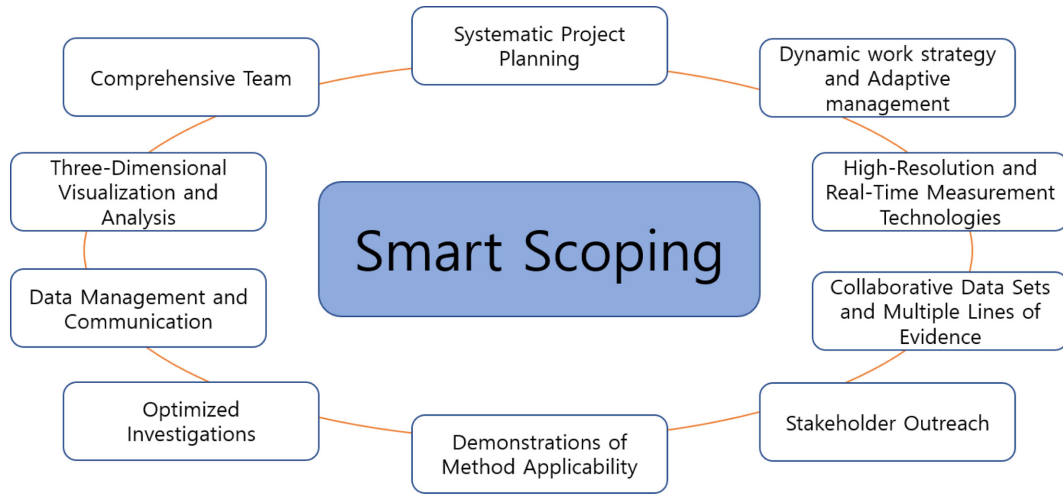 Systematic Project
Planning
Dynamic work strategy
and Adaptive
management
High-Resolution and
Real-Time Measurement
Technologies
Collaborative Data Sets
and Multiple Lines of
Evidence
Stakeholder Outreach
Demonstrations of
Method Applicability
Optimized
Investigations
Data Management and
Communication
Three-Dimensional
Visualization and
Analysis
Comprehensive Team
Smart Scoping